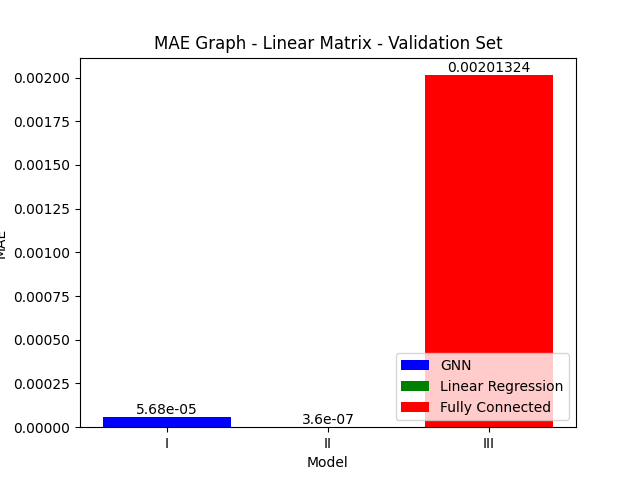 MAE Graph - Linear Matrix - Validation Set
0.00201324
0.00200
0.00175
0.00150
0.00125
0.00100
0.00075
0.00050
0.00025
0.00000
MAE
5.68e-05
3.6e-07
GNN
Linear Regression
Fully Connected
I
II
III
Model